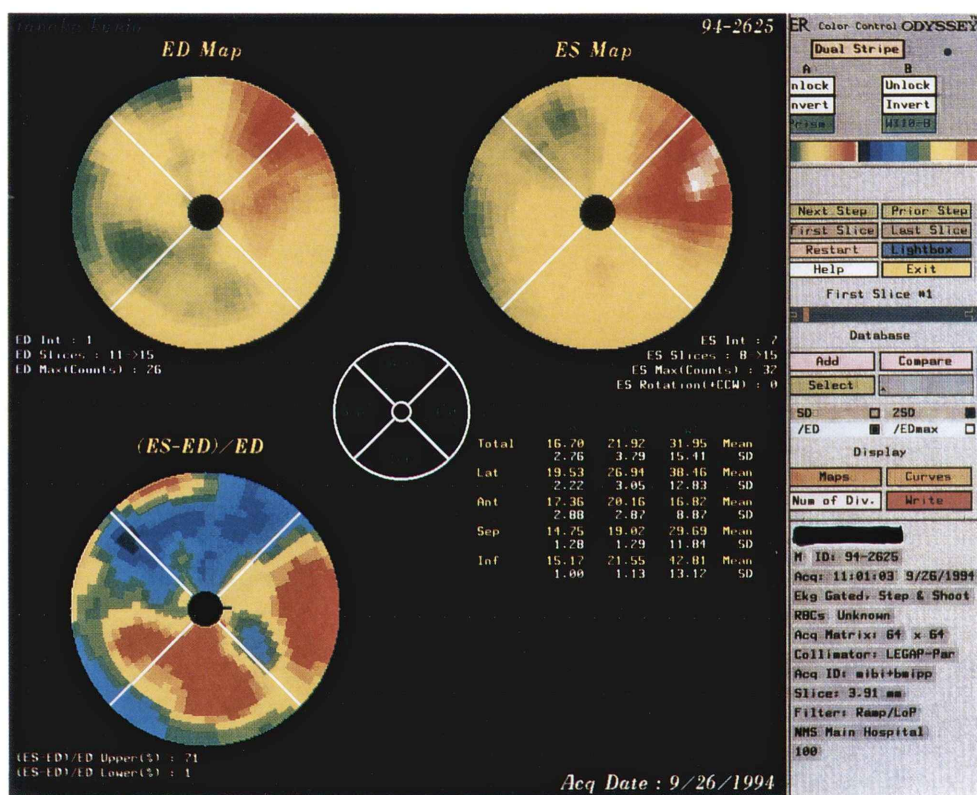 94-2625
ED Map
ES Map
ED Int : 1
ED Slices : 11->15
ED Max(Counts) : 26
ES Int : 7
ES Slices : 8->15
ES Max(Counts) : 32
ES Rotation(+CCW) : 0
(ES-ED)/ED
Total 16.70 21.92 31.95 Mean
2.76 3.79 15.41 SD
Lat 19.53 26.94 38.46 Mean
2.22 3.05 12.83 SD
Ant 17.36 20.16 16.82 Mean
2.88 2.87 8.87 SD
Sep 14.75 19.02 29.69 Mean
1.28 1.29 11.84 SD
Inf 15.17 21.55 42.81 Mean
1.00 1.13 13.17 SD
(ES-ED)/ED Upper(%) : 71
(ES-ED)/ED Lower(%) : 1
Acq Date : 9/26/1994
ER Color Control ODYSSEY
Dual Stripe
A B
nlock Unlock
nvert Invert
Prism
Next Step Prior Step
First Slice Last Slice
Restart Lightbox
Help Exit
First Slice #1
Database
Add Compare
Select
SD 2SD
/ED /EDmax
Display
Maps Curves
Num of Div. Write
M ID: 94-2625
Acq: 11:01:03 9/26/1994
Ekg Gated, Step & Shoot
RBCs Unknown
Acq Matrix: 64 x 64
Collimator: LEGAP-Par
Acq ID: mibi+bmipp
Slice: 3.91 mm
Filter: Ramp/LoP
NMS Main Hospital
100